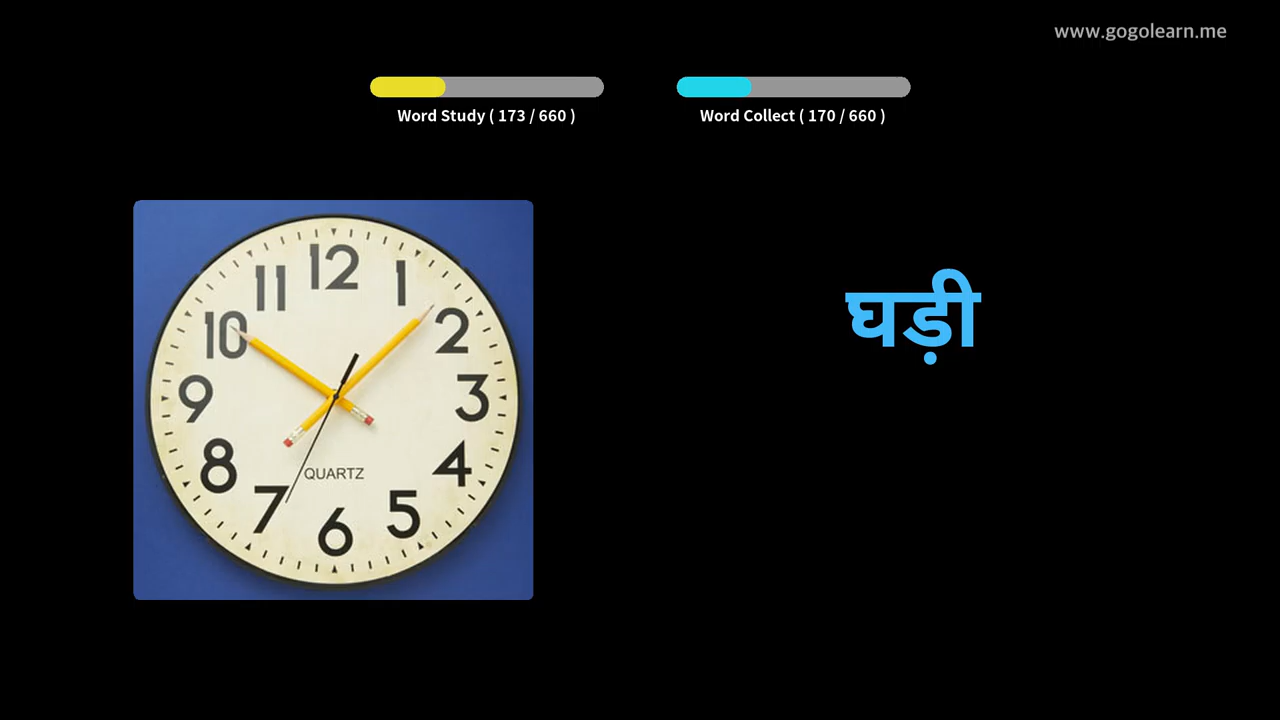 www.gogolearn.me
Word Study ( 173 / 660 )
Word Collect ( 170 / 660 )
12
11
1
10
2
9
3
8
4
QUARTZ
7
5
6
घड़ी